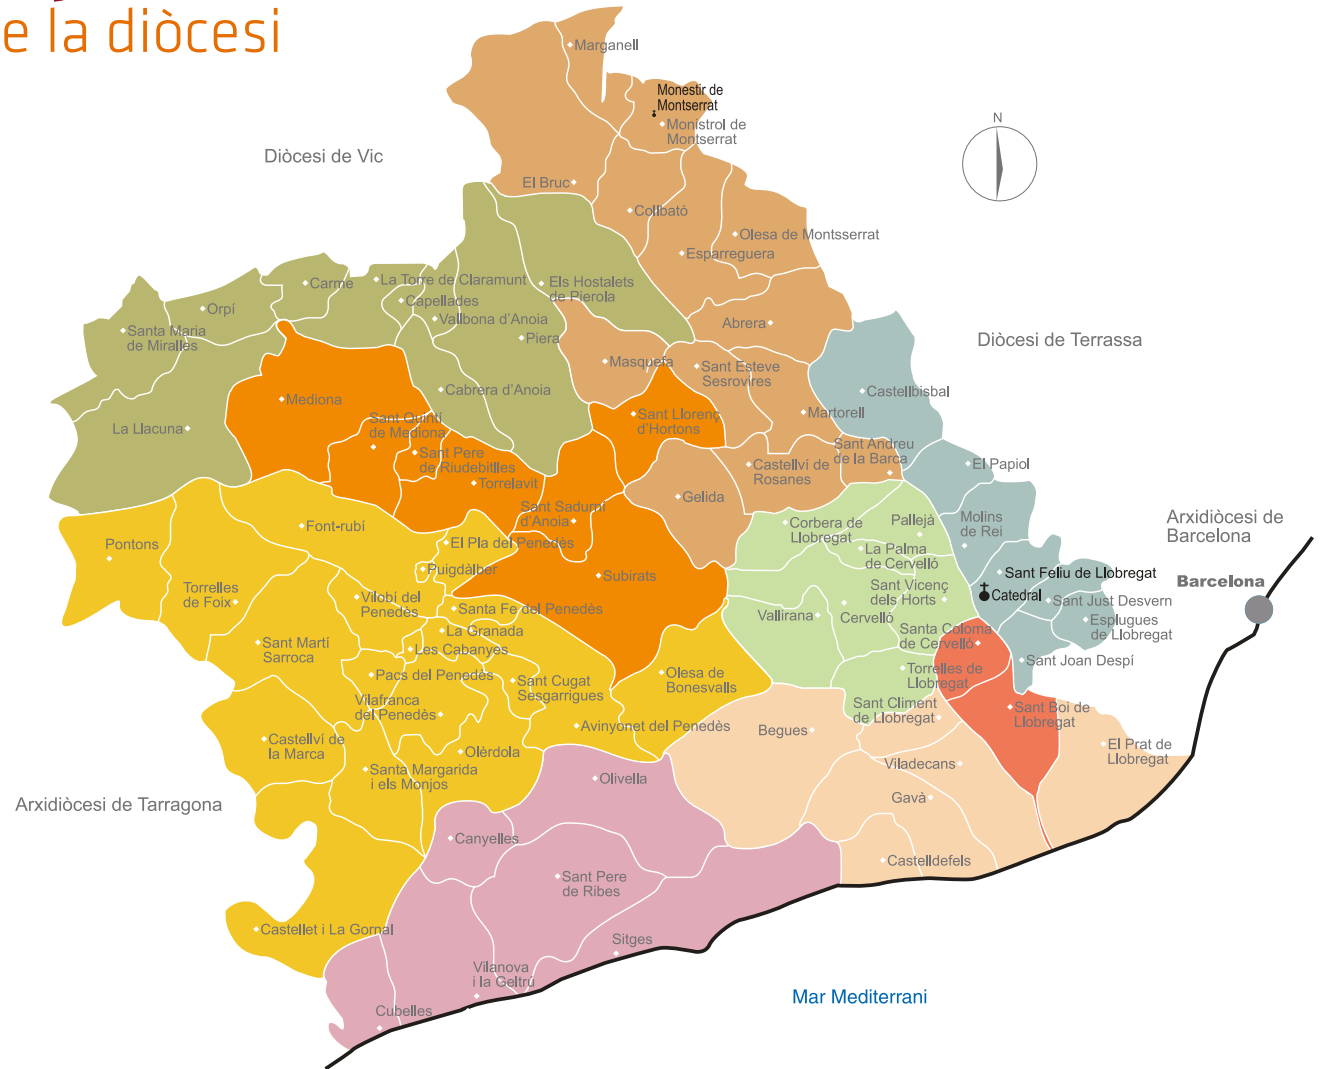 e la diòcesi
Marganell
Monestir de
Montserrat
Monistrol de
Montserrat
N
Diòcesi de Vic
El Bruc
Collbató
Olesa de Montsserrat
Esparreguera
Carme
La Torre de Claramunt
Els Hostalets
de Pierola
Capellades
Orpí
Vallbona d'Anoia
Santa Maria
de Miralles
Piera
Abrera
Diòcesi de Terrassa
Masquefa
Sant Esteve
Sesrovires
Cabrera d'Anoia
Castellbisbal
Mediona
Martorell
Sant Llorenç
d'Hortons
Sant Quintí
de Mediona
La Llacuna
Sant Andreu
de la Barca
Sant Pere
de Riudebitlles
Castellví de
Rosanes
El Papiol
Torrelavit
Gelida
Sant Sadurní
d'Anoia
Font-rubí
Corbera de
Llobregat
Pallejà
Molins
de Rei
Arxidiòcesi de
Barcelona
Pontons
El Pla del Penedès
La Palma
de Cervelló
Puigdàlber
Subirats
Sant Feliu de Llobregat
Barcelona
Torrelles
de Foix
Vilobí del
Penedès
Sant Vicenç
dels Horts
Catedral
Sant Just Desvern
Santa Fe del Penedès
Vallirana
Cervelló
Esplugues
de Llobregat
La Granada
Santa Coloma
de Cervelló
Sant Martí
Sarroca
Les Cabanyes
Sant Joan Despí
Pacs del Penedès
Olesa de
Bonesvalls
Torrelles de
Llobregat
Sant Cugat
Sesgarrigues
Vilafranca
del Penedès
Sant Climent
de Llobregat
Sant Boi de
Llobregat
Avinyonet del Penedès
Begues
Castellví de
la Marca
Olèrdola
El Prat de
Llobregat
Viladecans
Santa Margarida
i els Monjos
Olivella
Arxidiòcesi de Tarragona
Gavà
Canyelles
Castelldefels
Sant Pere
de Ribes
Castellet i La Gornal
Sitges
Vilanova
i la Geltrú
Mar Mediterrani
Cubelles